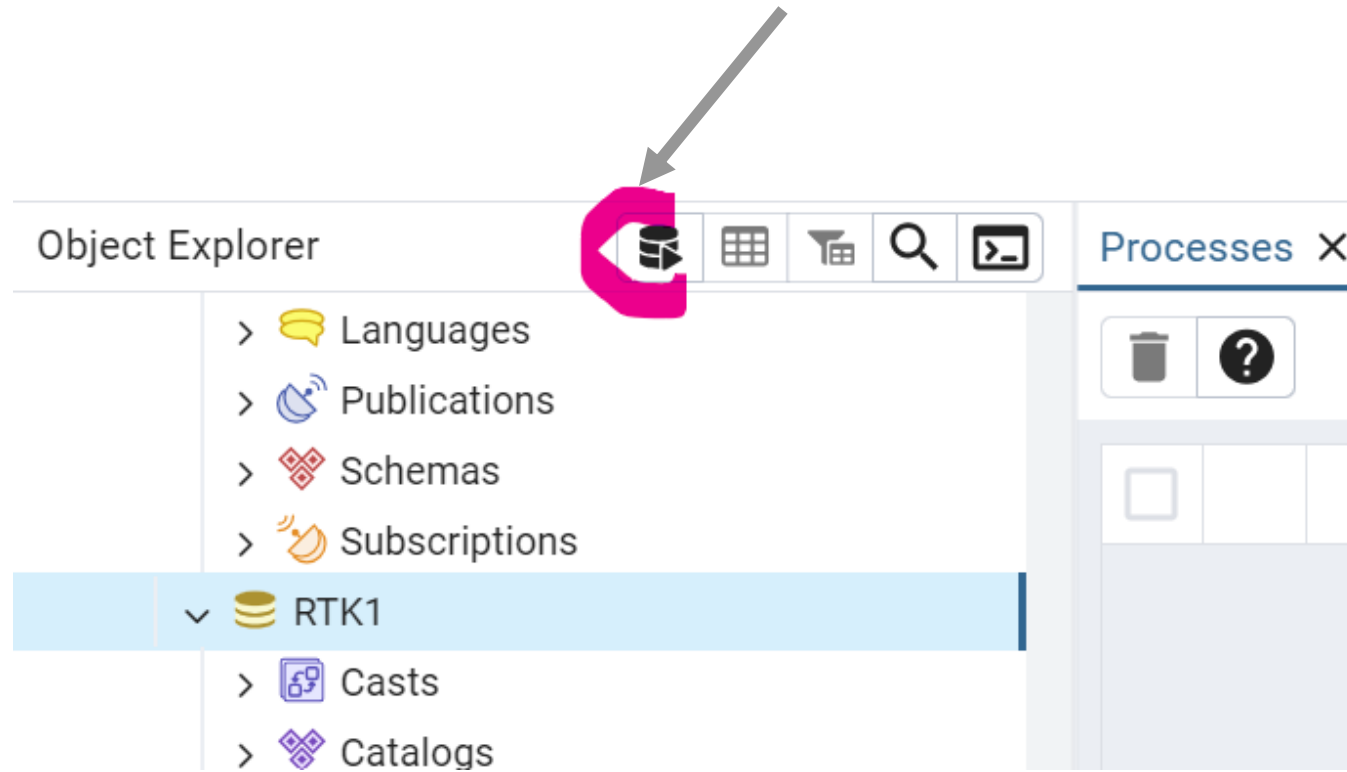 Object Explorer
Processes
Languages
Publications
Schemas
Subscriptions
RTK1
Casts
Catalogs